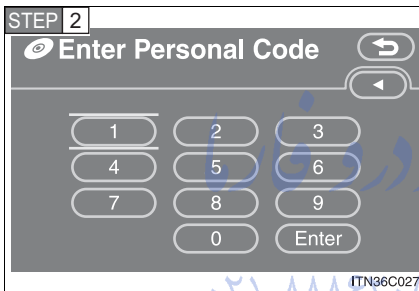 STEP 2
Enter Personal Code
1 2 3
4 5 6
7 8 9
0 Enter
ITN36C027